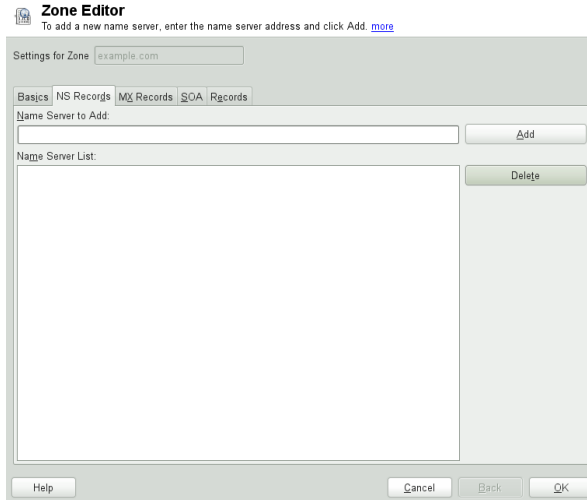 Zone Editor
To add a new name server, enter the name server address and click Add. more
Settings for Zone example.com
Basics NS Records MX Records SOA Records
Name Server to Add:
Add
Name Server List:
Delete
Help Cancel Back OK